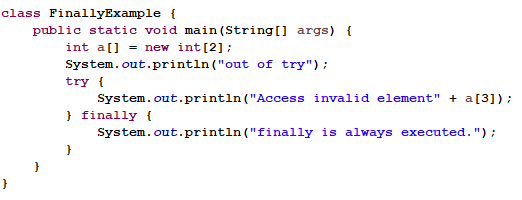 class FinallyExample {
    public static void main(String[] args) {
        int a[] = new int[2];
        System.out.println("out of try");
        try {
            System.out.println("Access invalid element" + a[3]);
        } finally {
            System.out.println("finally is always executed.");
        }
    }
}